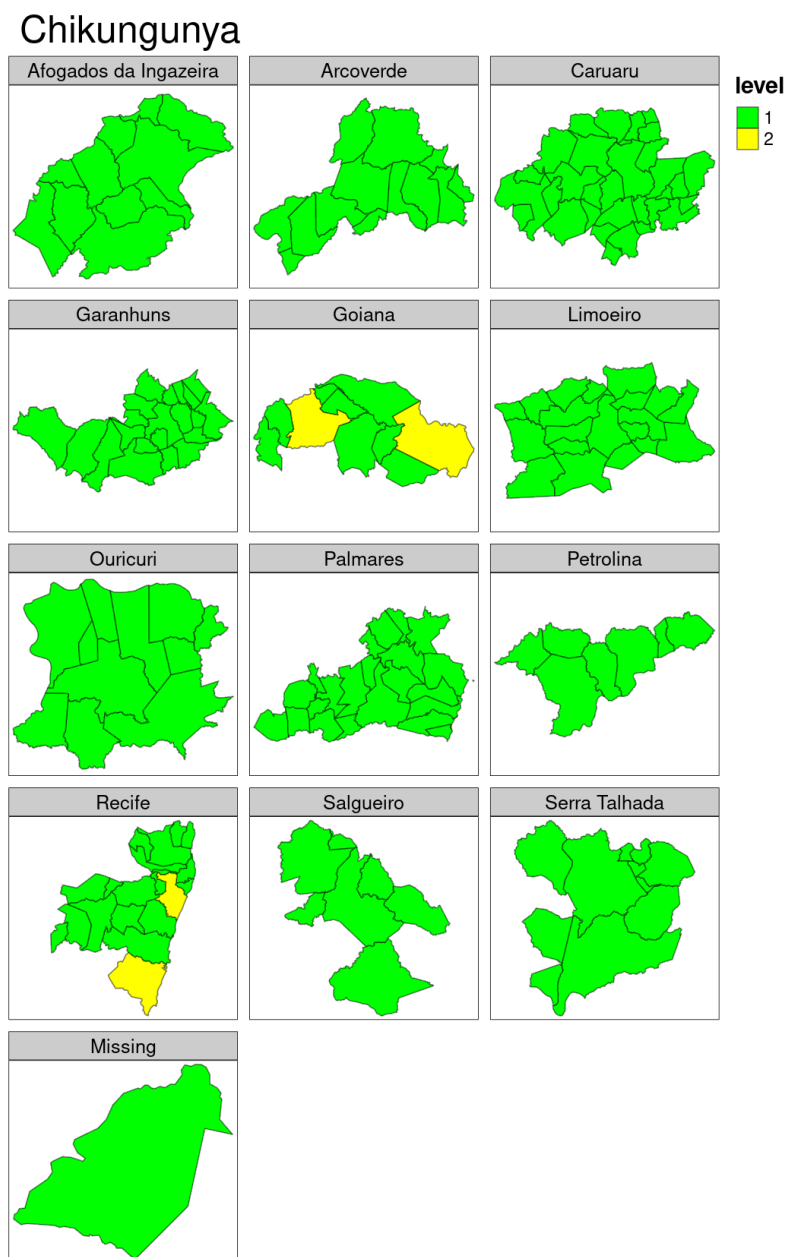 Chikungunya
Afogados da Ingazeira
Arcoverde
Caruaru
level
1
2
Garanhuns
Goiana
Limoeiro
Ouricuri
Palmares
Petrolina
Recife
Salgueiro
Serra Talhada
Missing